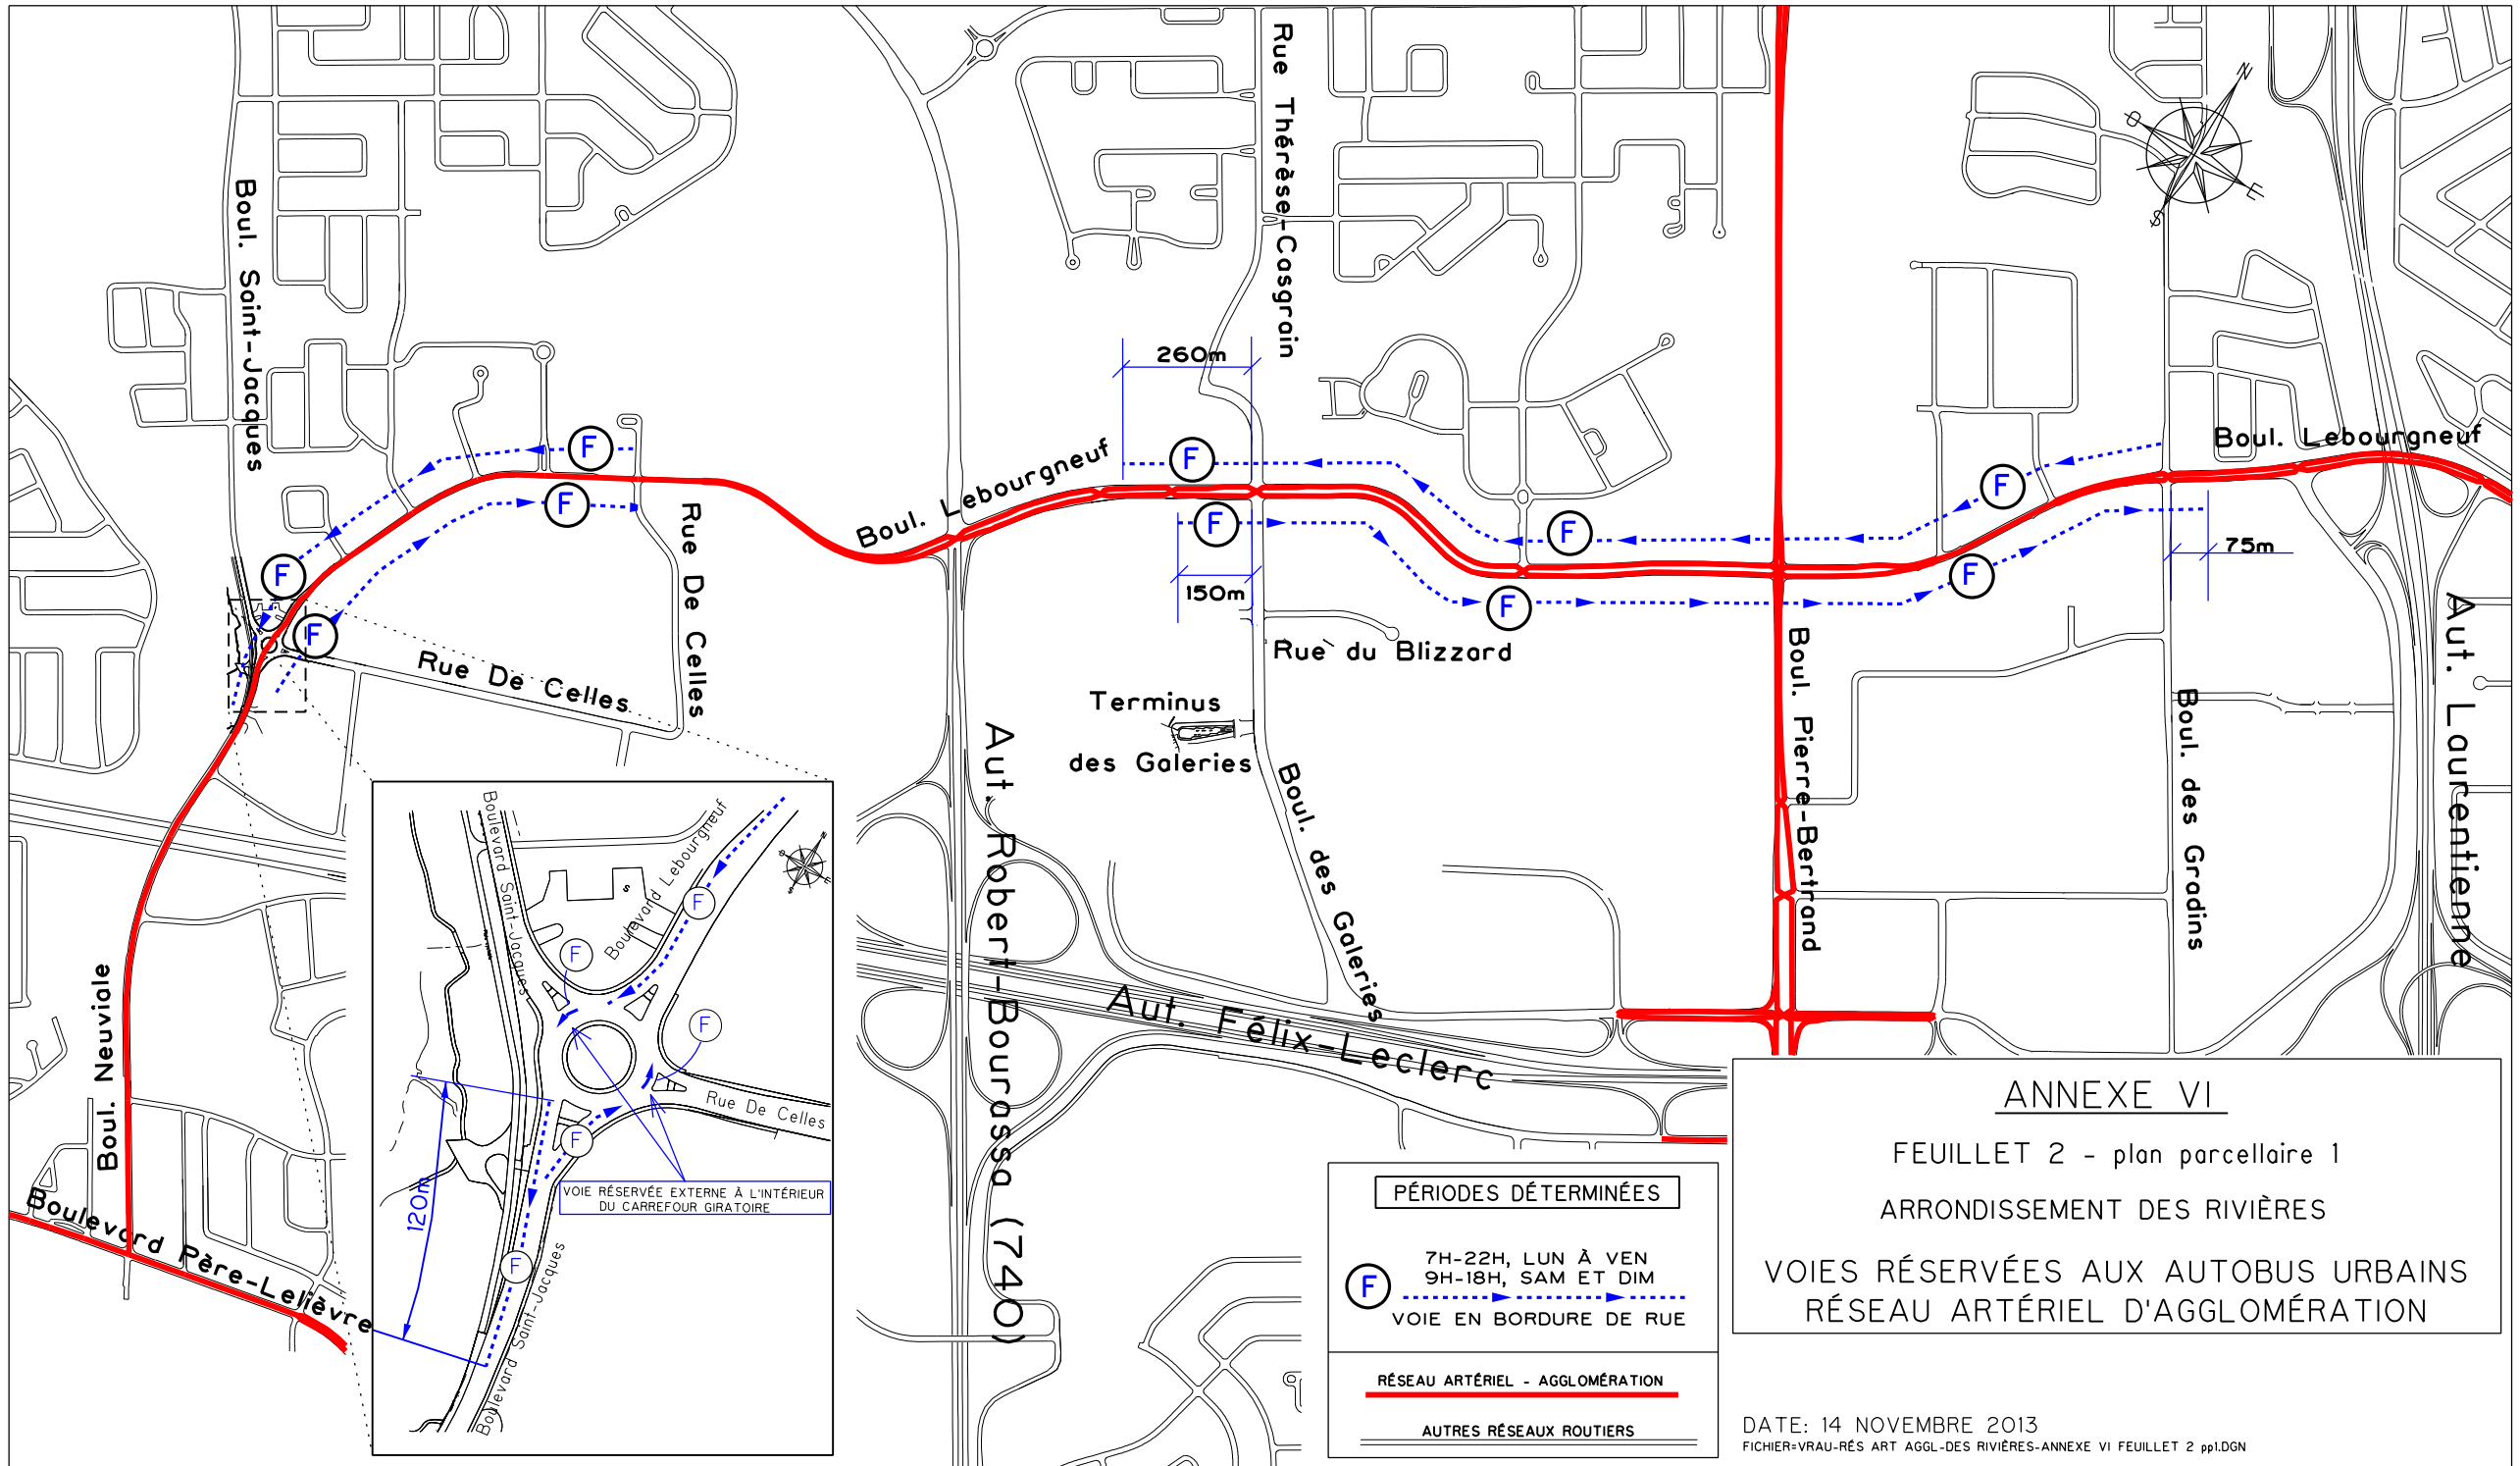 Rue Thérèse-Casgrain
N
O
E
S
Boul. Saint-Jacques
260m
F
F
Boul. Lebourgneuf
Boul. Lebourgneuf
F
F
F
F
75m
F
F
150m
F
F
F
Rue De Celles
Rue De Celles
Rue du Blizzard
Terminus
des Galeries
Boul. des Galeries
Boul. Pierre-Bertrand
Boul. des Gradins
Aut. Laurentienne
Aut. Robert-Bourassa (740)
Aut. Félix-Leclerc
Boul. Neuviale
Boulevard Père-Lelièvre
Boulevard Saint-Jacques
Boulevard Lebourgneuf
N
S
E
S
F
F
F
Rue De Celles
F
120m
VOIE RÉSERVÉE EXTERNE À L'INTÉRIEUR
DU CARREFOUR GIRATOIRE
F
Boulevard Saint-Jacques
PÉRIODES DÉTERMINÉES
F
7H-22H, LUN À VEN
9H-18H, SAM ET DIM
VOIE EN BORDURE DE RUE
RÉSEAU ARTÉRIEL - AGGLOMÉRATION
AUTRES RÉSEAUX ROUTIERS
ANNEXE VI
FEUILLET 2 - plan parcellaire 1
ARRONDISSEMENT DES RIVIÈRES
VOIES RÉSERVÉES AUX AUTOBUS URBAINS
RÉSEAU ARTÉRIEL D'AGGLOMÉRATION
DATE: 14 NOVEMBRE 2013
FICHIER=VRAU-RÉS ART AGGL-DES RIVIÈRES-ANNEXE VI FEUILLET 2 pp1.DGN